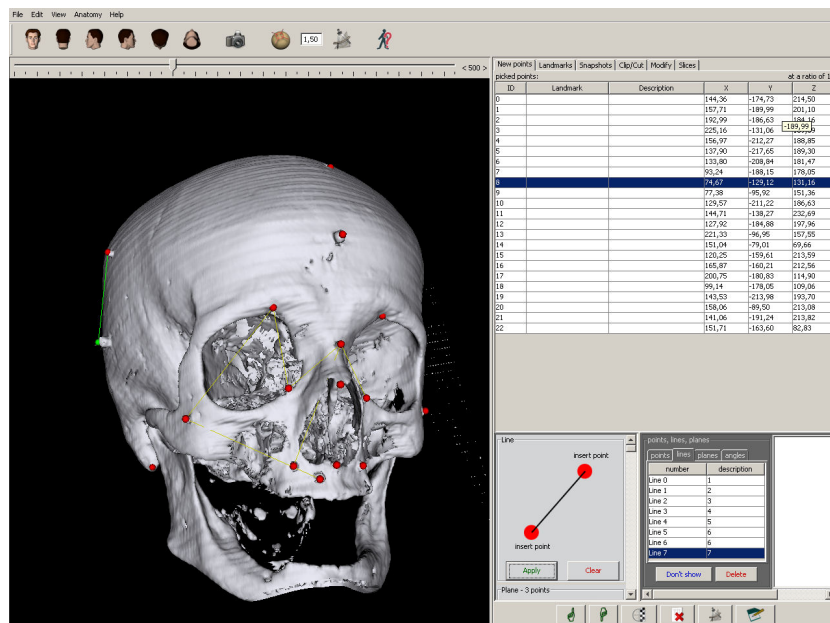 File Edit View Anatomy Help
1,50
< 500 >
New points Landmarks Snapshots Clip/Cut Modify Slices
picked points: at a ratio of 1
ID Landmark Description X Y Z
0 144,36 -174,73 214,50
1 157,71 -189,99 201,10
2 192,99 -186,63 184,16
-189,99
3 225,16 -131,06
4 156,97 -212,27 188,85
5 137,90 -217,65 189,30
6 133,80 -208,84 181,47
7 93,24 -188,15 178,05
8 74,67 -129,12 131,16
9 77,38 -95,92 151,36
10 129,57 -211,22 186,63
11 144,71 -138,27 232,69
12 127,92 -184,88 197,96
13 221,33 -96,95 157,55
14 151,04 -79,01 69,66
15 120,25 -159,61 213,59
16 165,87 -160,21 212,56
17 200,75 -180,83 114,90
18 99,14 -178,05 109,06
19 143,53 -213,98 193,70
20 158,06 -89,50 213,08
21 141,06 -191,24 213,82
22 151,71 -163,60 82,83
Line
insert point
insert point
Apply Clear
Plane - 3 points
points, lines, planes
points lines planes angles
number description
Line 0 1
Line 1 2
Line 2 3
Line 3 4
Line 4 5
Line 5 6
Line 6 6
Line 7 7
Don't show Delete